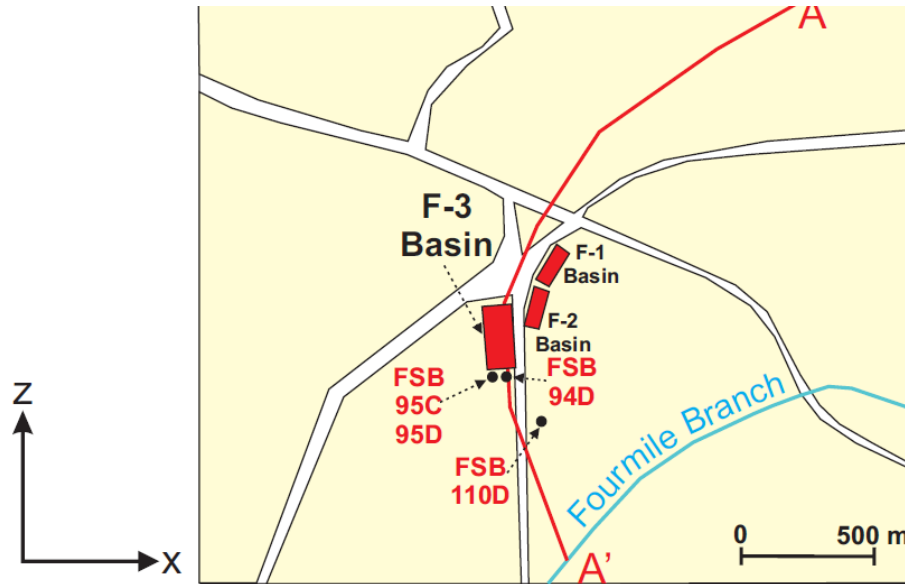 A
F-3
Basin
F-1
Basin
F-2
Basin
FSB
95C
95D
FSB
94D
FSB
110D
Fourmile Branch
A'
0 500 m
Z
X